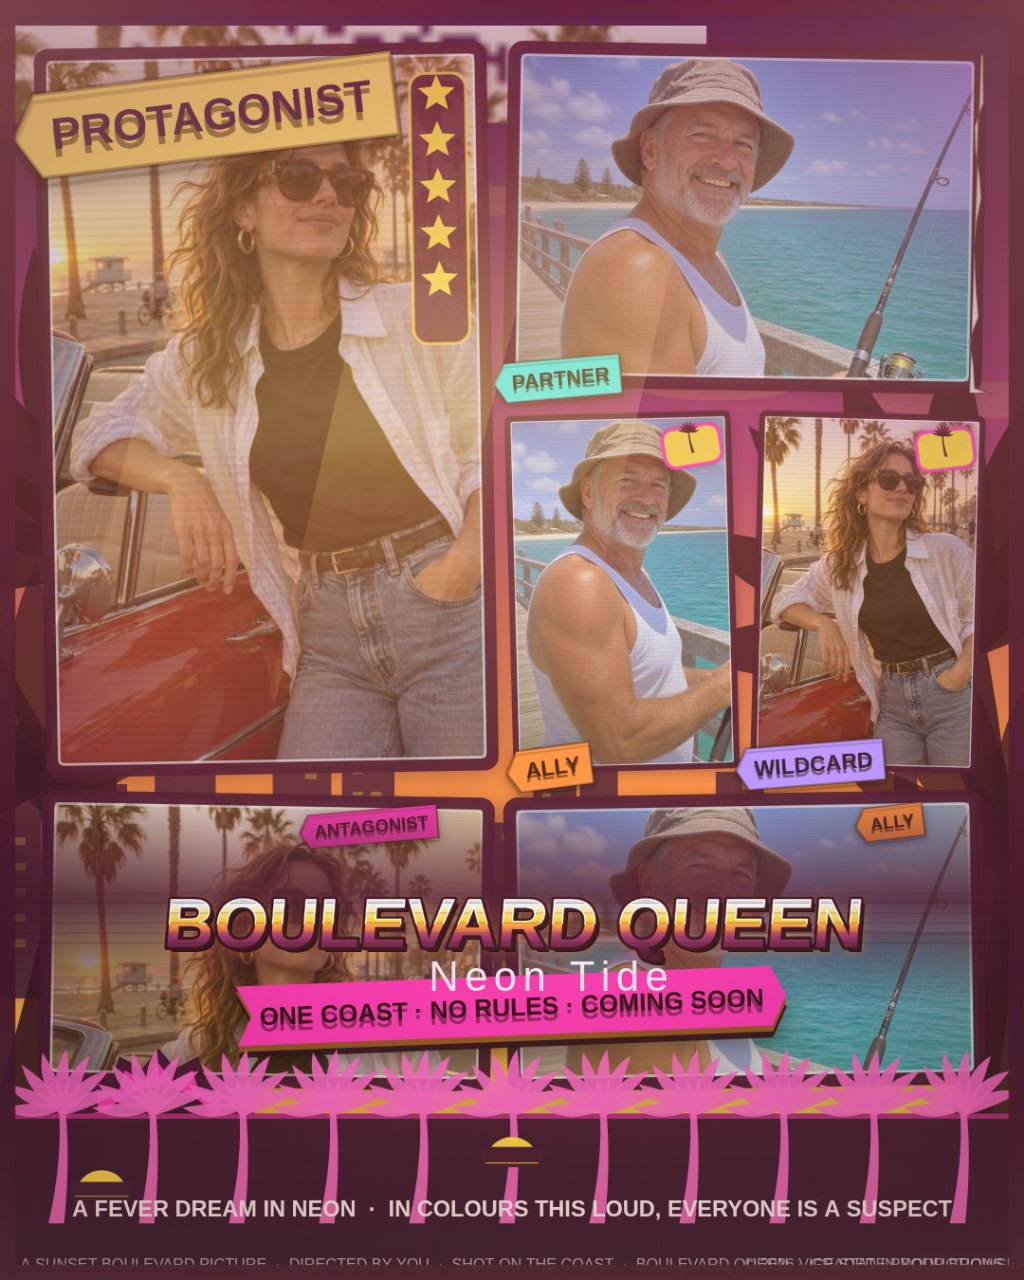 PROTAGONIST
PARTNER
ALLY
WILDCARD
ANTAGONIST
ALLY
BOULEVARD QUEEN
Neon Tide
ONE COAST · NO RULES · COMING SOON
A FEVER DREAM IN NEON · IN COLOURS THIS LOUD, EVERYONE IS A SUSPECT
A SUNSET BOULEVARD PICTURE · DIRECTED BY YOU · SHOT ON THE COAST · BOULEVARD